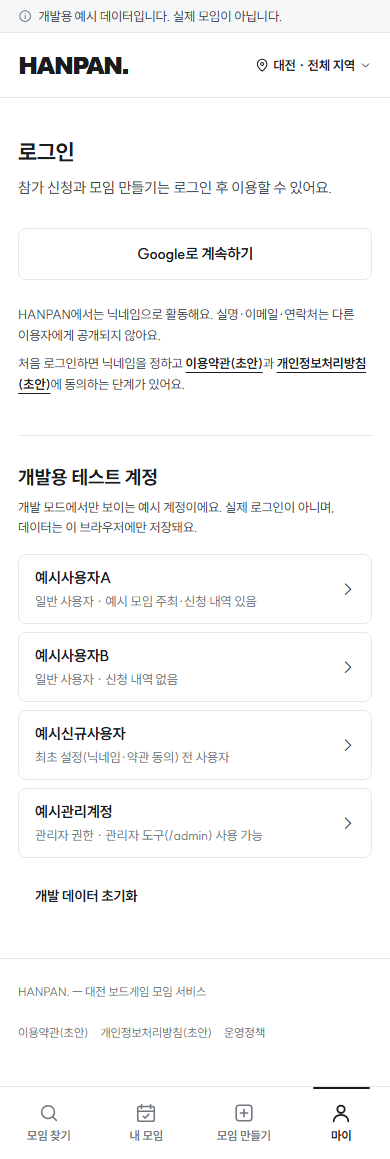 개발용 예시 데이터입니다. 실제 모임이 아닙니다.
HANPAN.
대전 · 전체 지역
로그인
참가 신청과 모임 만들기는 로그인 후 이용할 수 있어요.
Google로 계속하기
HANPAN에서는 닉네임으로 활동해요. 실명·이메일·연락처는 다른
이용자에게 공개되지 않아요.
처음 로그인하면 닉네임을 정하고 이용약관(초안)과 개인정보처리방침
(초안)에 동의하는 단계가 있어요.
개발용 테스트 계정
개발 모드에서만 보이는 예시 계정이에요. 실제 로그인이 아니며,
데이터는 이 브라우저에만 저장돼요.
예시사용자A
일반 사용자 · 예시 모임 주최·신청 내역 있음
예시사용자B
일반 사용자 · 신청 내역 없음
예시신규사용자
최초 설정(닉네임·약관 동의) 전 사용자
예시관리계정
관리자 권한 · 관리자 도구(/admin) 사용 가능
개발 데이터 초기화
HANPAN. — 대전 보드게임 모임 서비스
이용약관(초안) 개인정보처리방침(초안) 운영정책
모임 찾기 내 모임 모임 만들기 마이